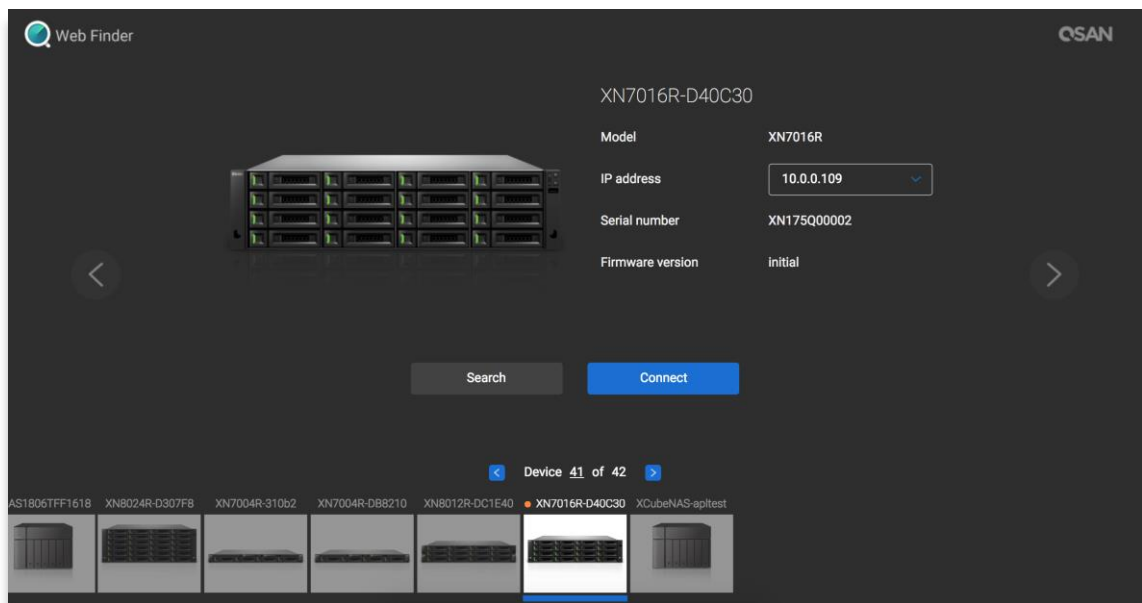 Web Finder
QSAN
XN7016R-D40C30
Model XN7016R
IP address 10.0.0.109
Serial number XN175Q00002
Firmware version initial
Search Connect
Device 41 of 42
AS1806TFF1618 XN8024R-D307F8 XN7004R-310b2 XN7004R-DB8210 XN8012R-DC1E40 XN7016R-D40C30 XCubeNAS-apltest